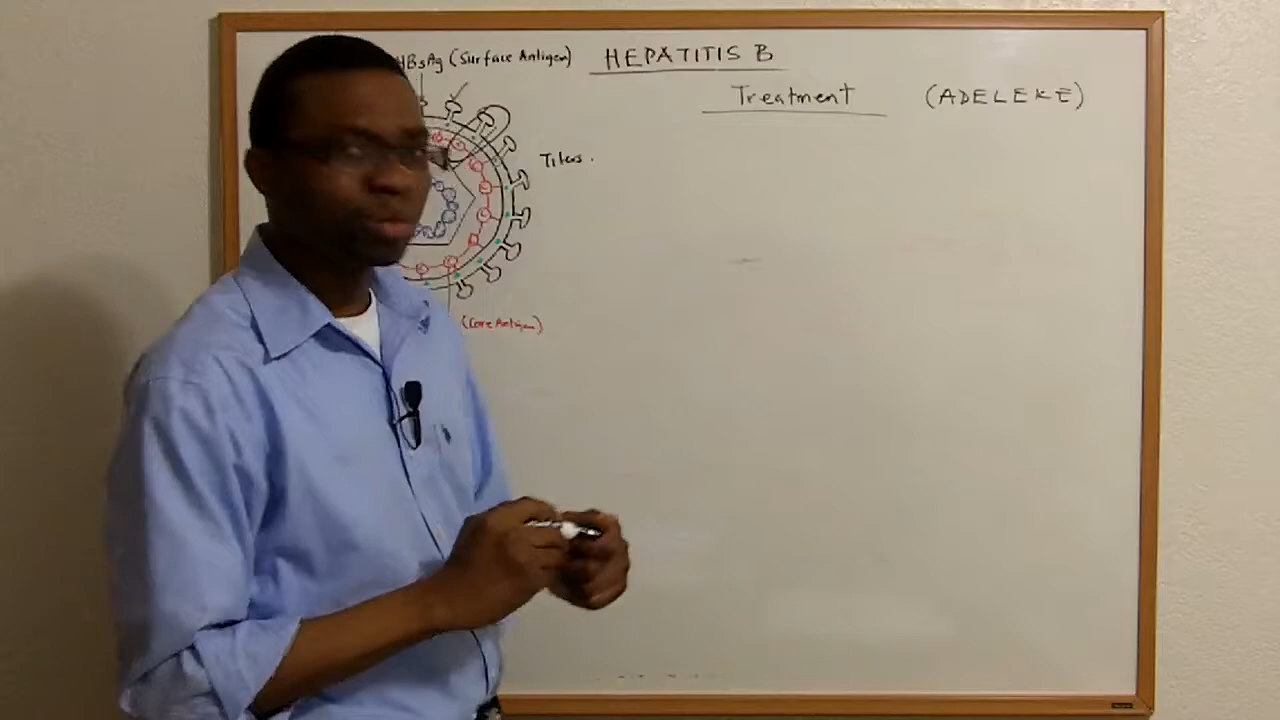 HBsAg (Surface Antigen)
HEPATITIS B
Treatment (ADELEKE)
Titers.
(Core Antigen)